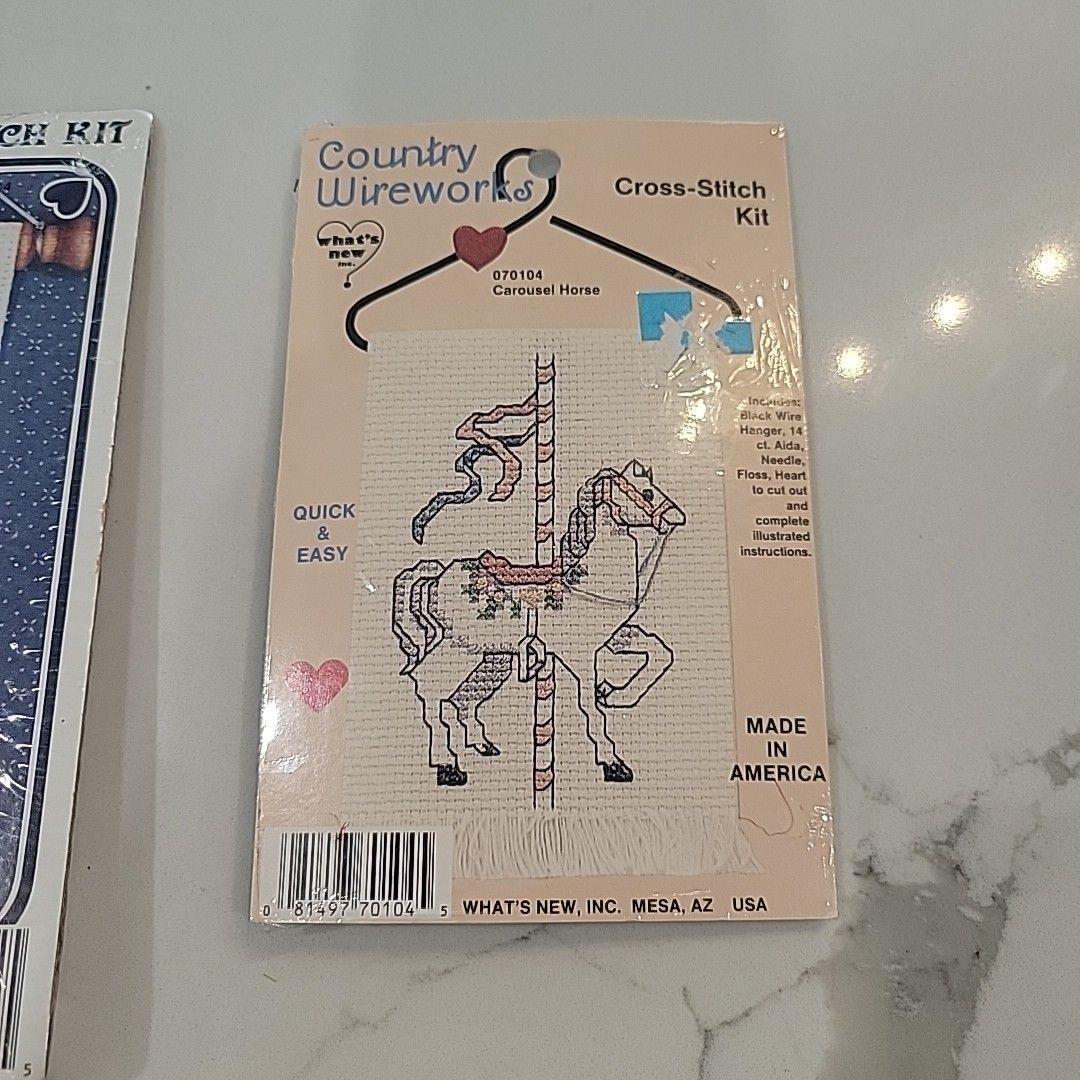 CH KIT
Country
Wireworks
Cross-Stitch
Kit
what's
new
inc.
070104
Carousel Horse
Includes:
Black Wire
Hanger, 14
ct. Aida,
Needle,
Floss, Heart
to cut out
and
complete
illustrated
instructions.
QUICK
&
EASY
MADE
IN
AMERICA
0 81497 70104 5
WHAT'S NEW, INC. MESA, AZ USA
5